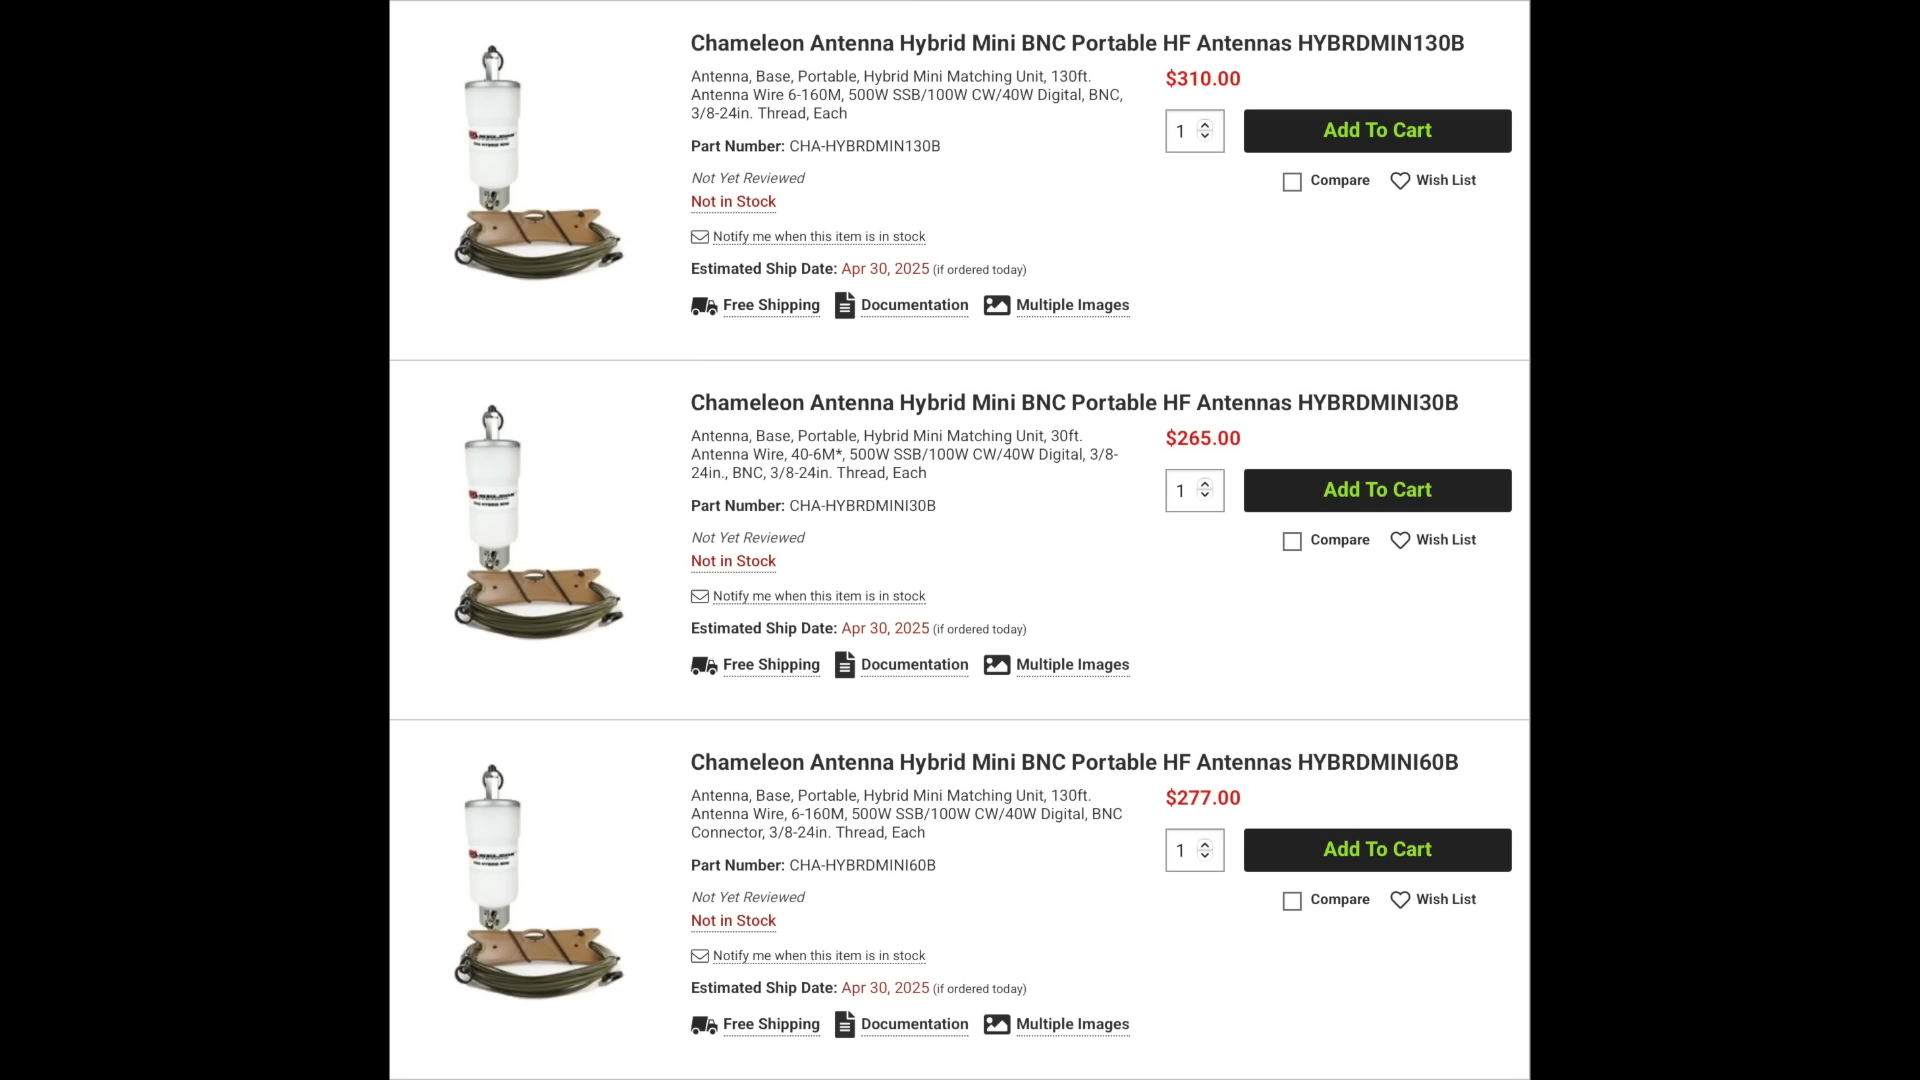 Chameleon Antenna Hybrid Mini BNC Portable HF Antennas HYBRDMIN130B
Antenna, Base, Portable, Hybrid Mini Matching Unit, 130ft.
Antenna Wire 6-160M, 500W SSB/100W CW/40W Digital, BNC,
3/8-24in. Thread, Each
Part Number: CHA-HYBRDMIN130B
Not Yet Reviewed
Not in Stock
Notify me when this item is in stock
Estimated Ship Date: Apr 30, 2025 (if ordered today)
Free Shipping Documentation Multiple Images
$310.00
1 Add To Cart
Compare Wish List
Chameleon Antenna Hybrid Mini BNC Portable HF Antennas HYBRDMINI30B
Antenna, Base, Portable, Hybrid Mini Matching Unit, 30ft.
Antenna Wire, 40-6M*, 500W SSB/100W CW/40W Digital, 3/8-
24in., BNC, 3/8-24in. Thread, Each
Part Number: CHA-HYBRDMINI30B
Not Yet Reviewed
Not in Stock
Notify me when this item is in stock
Estimated Ship Date: Apr 30, 2025 (if ordered today)
Free Shipping Documentation Multiple Images
$265.00
1 Add To Cart
Compare Wish List
Chameleon Antenna Hybrid Mini BNC Portable HF Antennas HYBRDMINI60B
Antenna, Base, Portable, Hybrid Mini Matching Unit, 130ft.
Antenna Wire, 6-160M, 500W SSB/100W CW/40W Digital, BNC
Connector, 3/8-24in. Thread, Each
Part Number: CHA-HYBRDMINI60B
Not Yet Reviewed
Not in Stock
Notify me when this item is in stock
Estimated Ship Date: Apr 30, 2025 (if ordered today)
Free Shipping Documentation Multiple Images
$277.00
1 Add To Cart
Compare Wish List